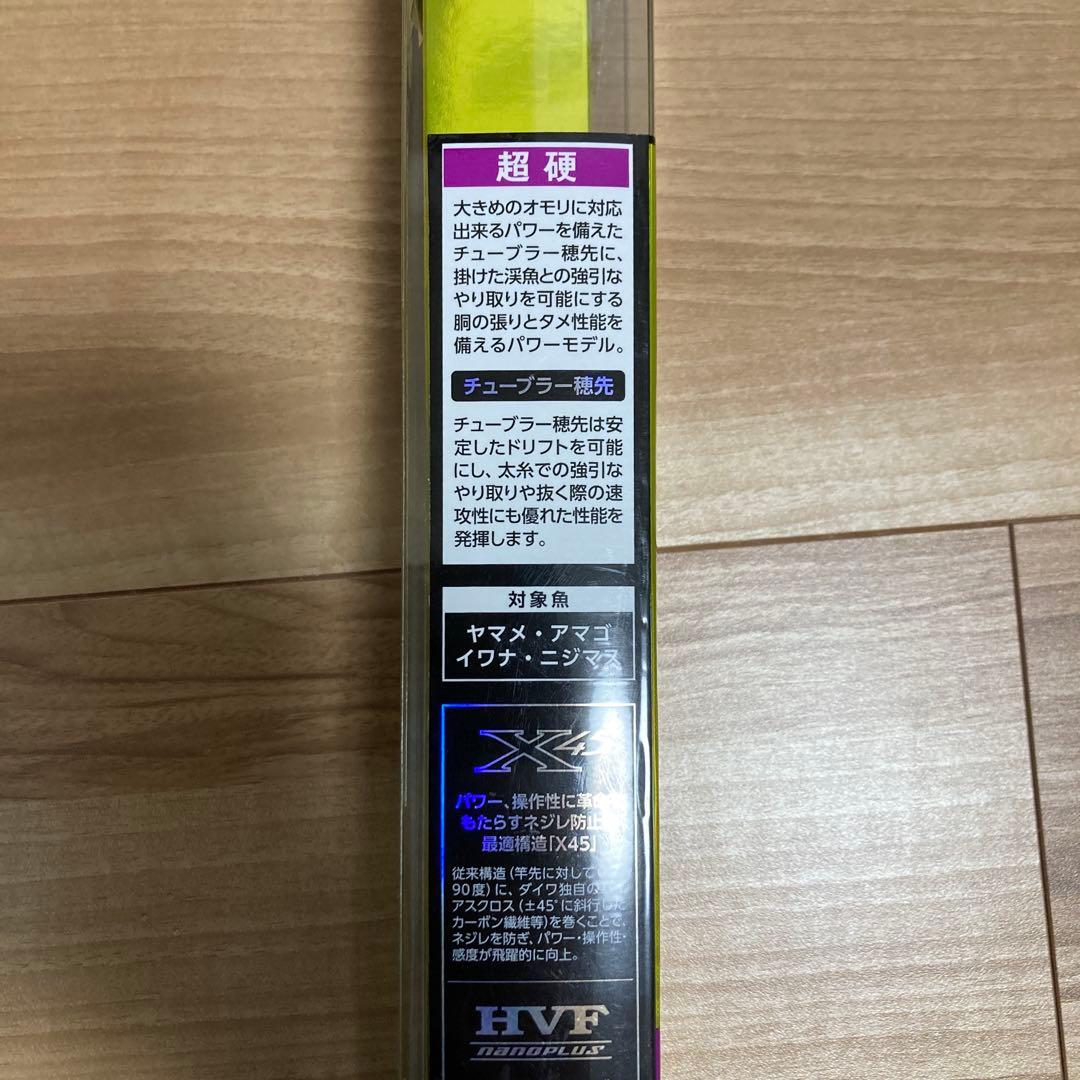 超硬
大きめのオモリに対応
出来るパワーを備えた
チューブラー穂先に、
掛けた渓魚との強引な
やり取りを可能にする
胴の張りとタメ性能を
備えるパワーモデル。
チューブラー穂先
チューブラー穂先は安
定したドリフトを可能
にし、太糸での強引な
やり取りや抜く際の速
攻性にも優れた性能を
発揮します。
対象魚
ヤマメ・アマゴ
イワナ・ニジマス
X45
パワー、操作性に革命
もたらすネジレ防止
最適構造「X45」
従来構造(竿先に対して
90度)に、ダイワ独自の
アスクロス(±45°に斜行した
カーボン繊維等)を巻くことで、
ネジレを防ぎ、パワー・操作性・
感度が飛躍的に向上。
HVF
nanoplus